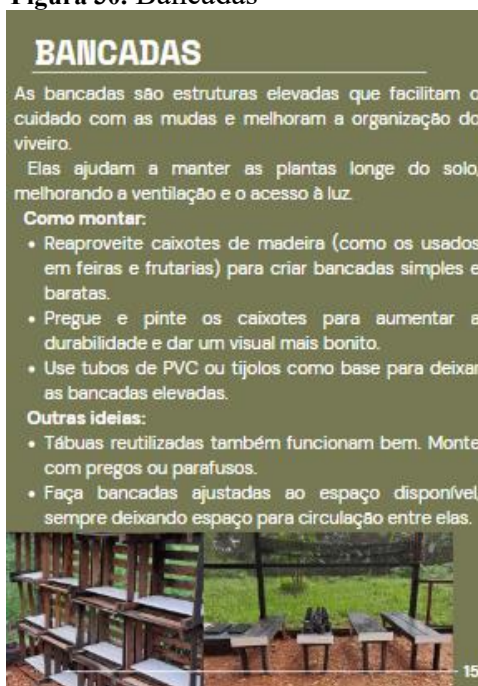 Figura 30. Bancadas
BANCADAS
As bancadas são estruturas elevadas que facilitam o
cuidado com as mudas e melhoram a organização do
viveiro.
Elas ajudam a manter as plantas longe do solo,
melhorando a ventilação e o acesso à luz.
Como montar:
• Reaproveite caixotes de madeira (como os usados
em feiras e frutarias) para criar bancadas simples e
baratas.
• Pregue e pinte os caixotes para aumentar a
durabilidade e dar um visual mais bonito.
• Use tubos de PVC ou tijolos como base para deixar
as bancadas elevadas.
Outras ideias:
• Tábuas reutilizadas também funcionam bem. Monte
com pregos ou parafusos.
• Faça bancadas ajustadas ao espaço disponível,
sempre deixando espaço para circulação entre elas.
15